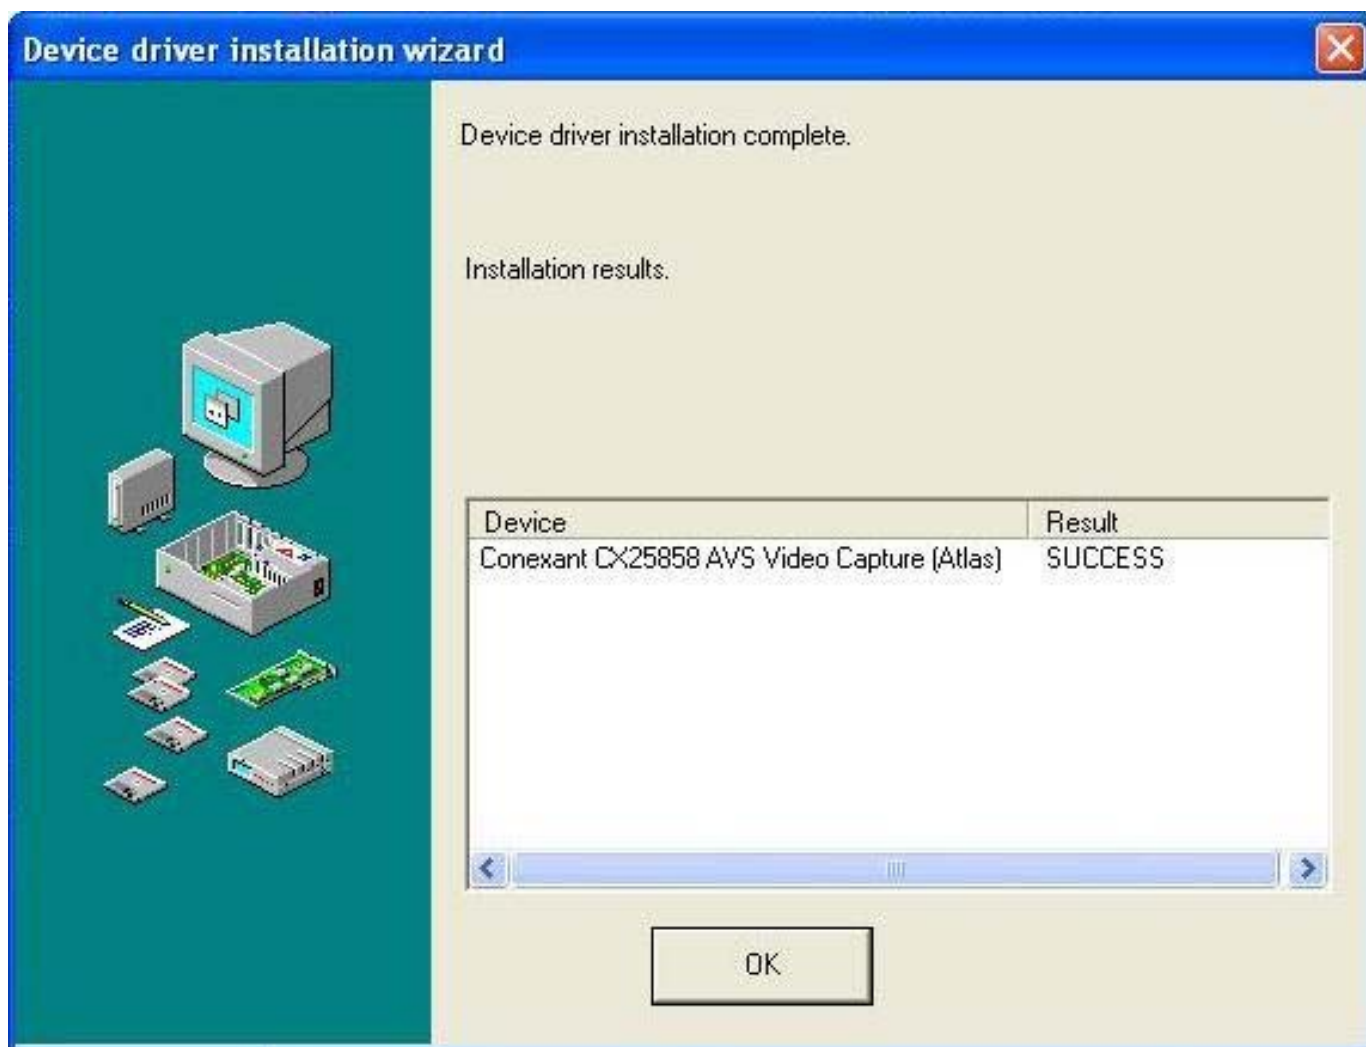 Device driver installation wizard
Device driver installation complete.
Installation results.
Device Result
Conexant CX25858 AVS Video Capture (Atlas) SUCCESS
OK